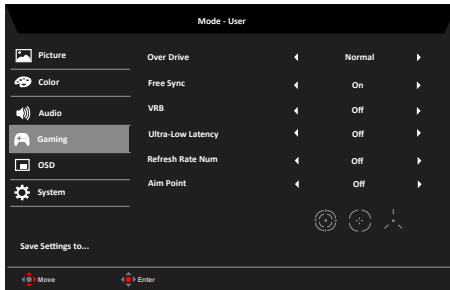 Mode - User
Picture
Color
Audio
Gaming
OSD
System
Save Settings to...
Over Drive Normal
Free Sync On
VRB Off
Ultra-Low Latency Off
Refresh Rate Num Off
Aim Point Off
Move Enter